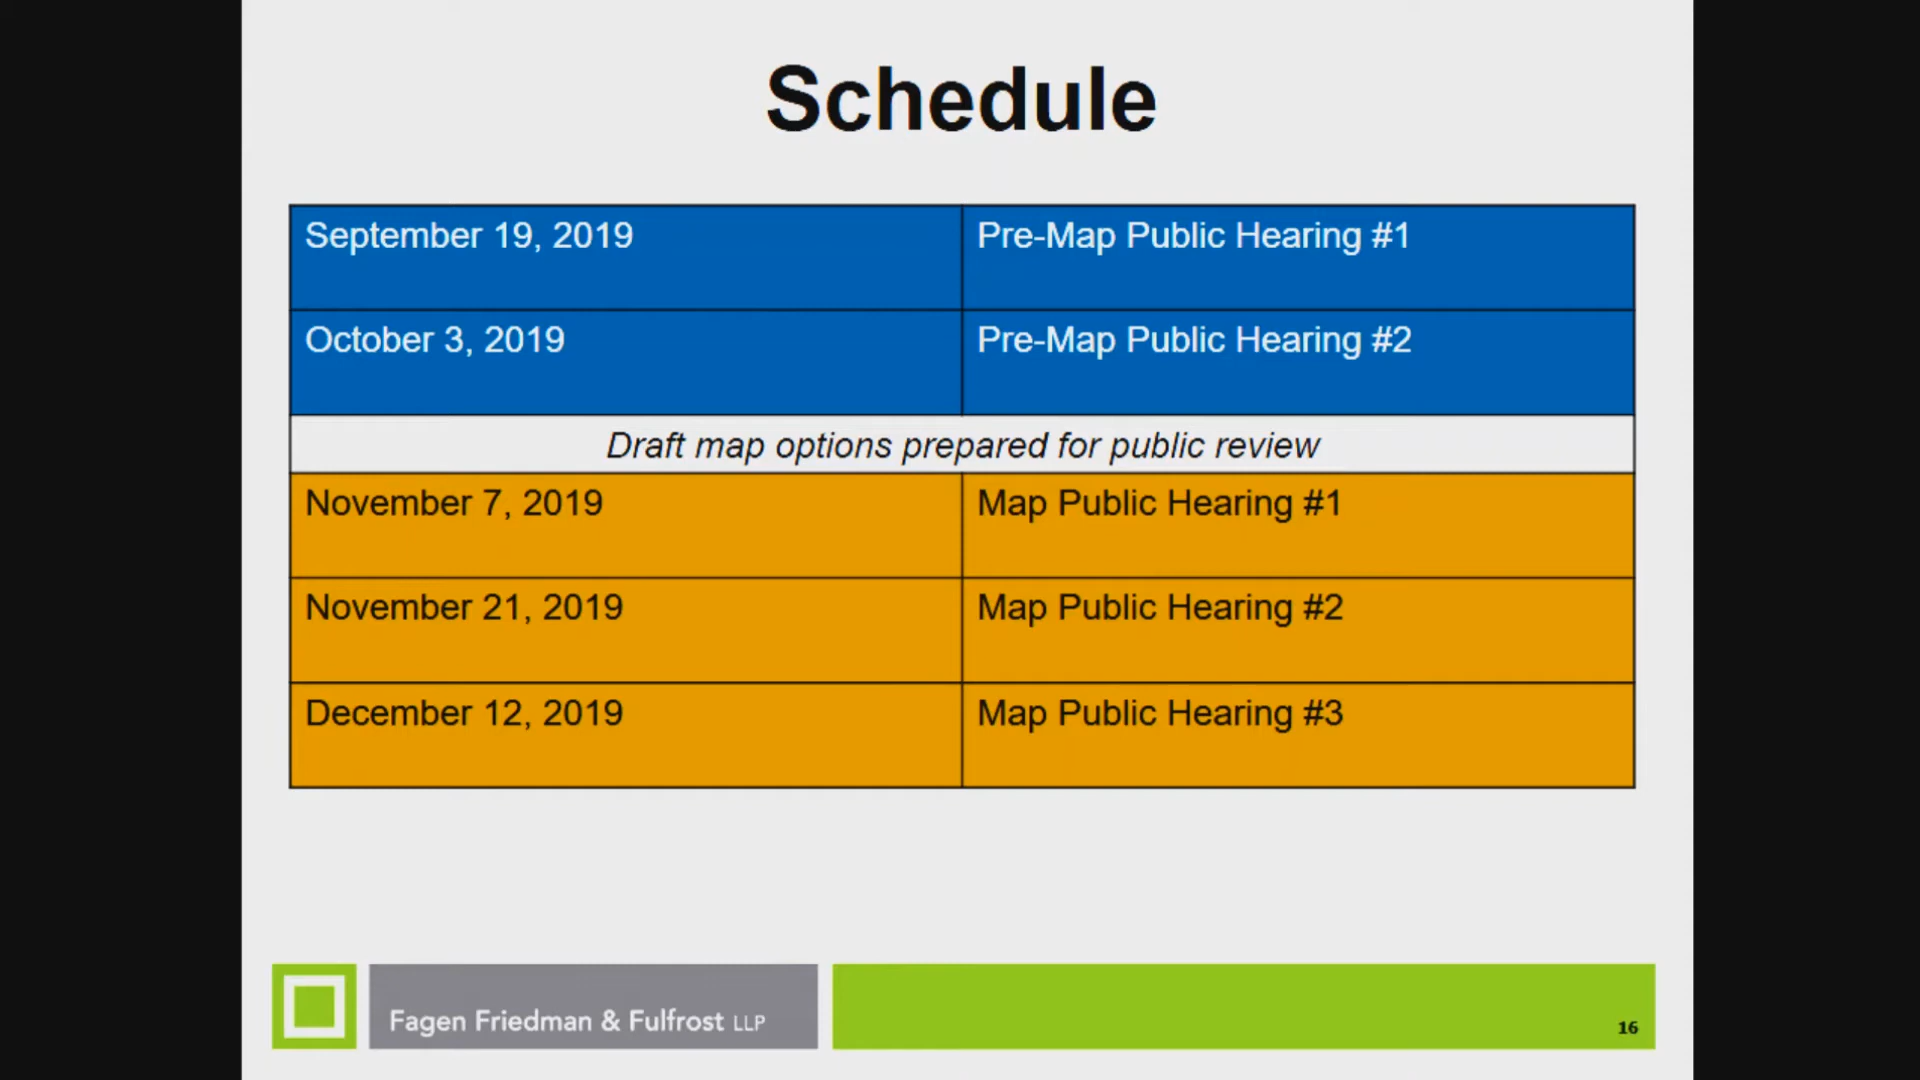 Schedule
September 19, 2019 Pre-Map Public Hearing #1
October 3, 2019 Pre-Map Public Hearing #2
Draft map options prepared for public review
November 7, 2019 Map Public Hearing #1
November 21, 2019 Map Public Hearing #2
December 12, 2019 Map Public Hearing #3
Fagen Friedman & Fulfrost LLP
16